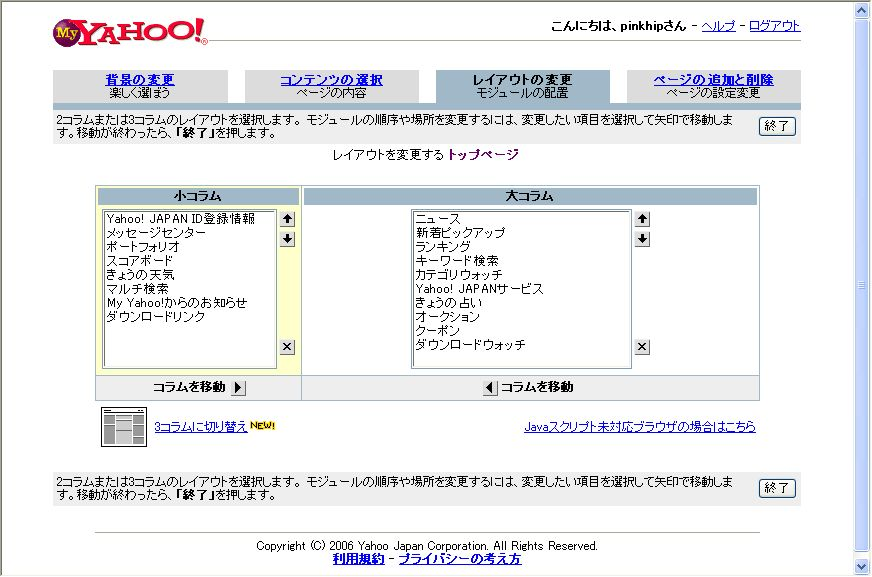 My YAHOO!
こんにちは、pinkhipさん - ヘルプ - ログアウト
背景の変更
楽しく選ぼう
コンテンツの選択
ページの内容
レイアウトの変更
モジュールの配置
ページの追加と削除
ページの設定変更
2コラムまたは3コラムのレイアウトを選択します。モジュールの順序や場所を変更するには、変更したい項目を選択して矢印で移動しま
す。移動が終わったら、「終了」を押します。
終了
レイアウトを変更する トップページ
小コラム
Yahoo! JAPAN ID登録情報
メッセージセンター
ポートフォリオ
スコアボード
きょうの天気
マルチ検索
My Yahoo!からのお知らせ
ダウンロードリンク
コラムを移動
大コラム
ニュース
新着ピックアップ
ランキング
キーワード検索
カテゴリウォッチ
Yahoo! JAPANサービス
きょうの占い
オークション
クーポン
ダウンロードウォッチ
コラムを移動
3コラムに切り替え NEW!
Javaスクリプト未対応ブラウザの場合はこちら
2コラムまたは3コラムのレイアウトを選択します。モジュールの順序や場所を変更するには、変更したい項目を選択して矢印で移動しま
す。移動が終わったら、「終了」を押します。
終了
Copyright (C) 2006 Yahoo Japan Corporation. All Rights Reserved.
利用規約 - プライバシーの考え方